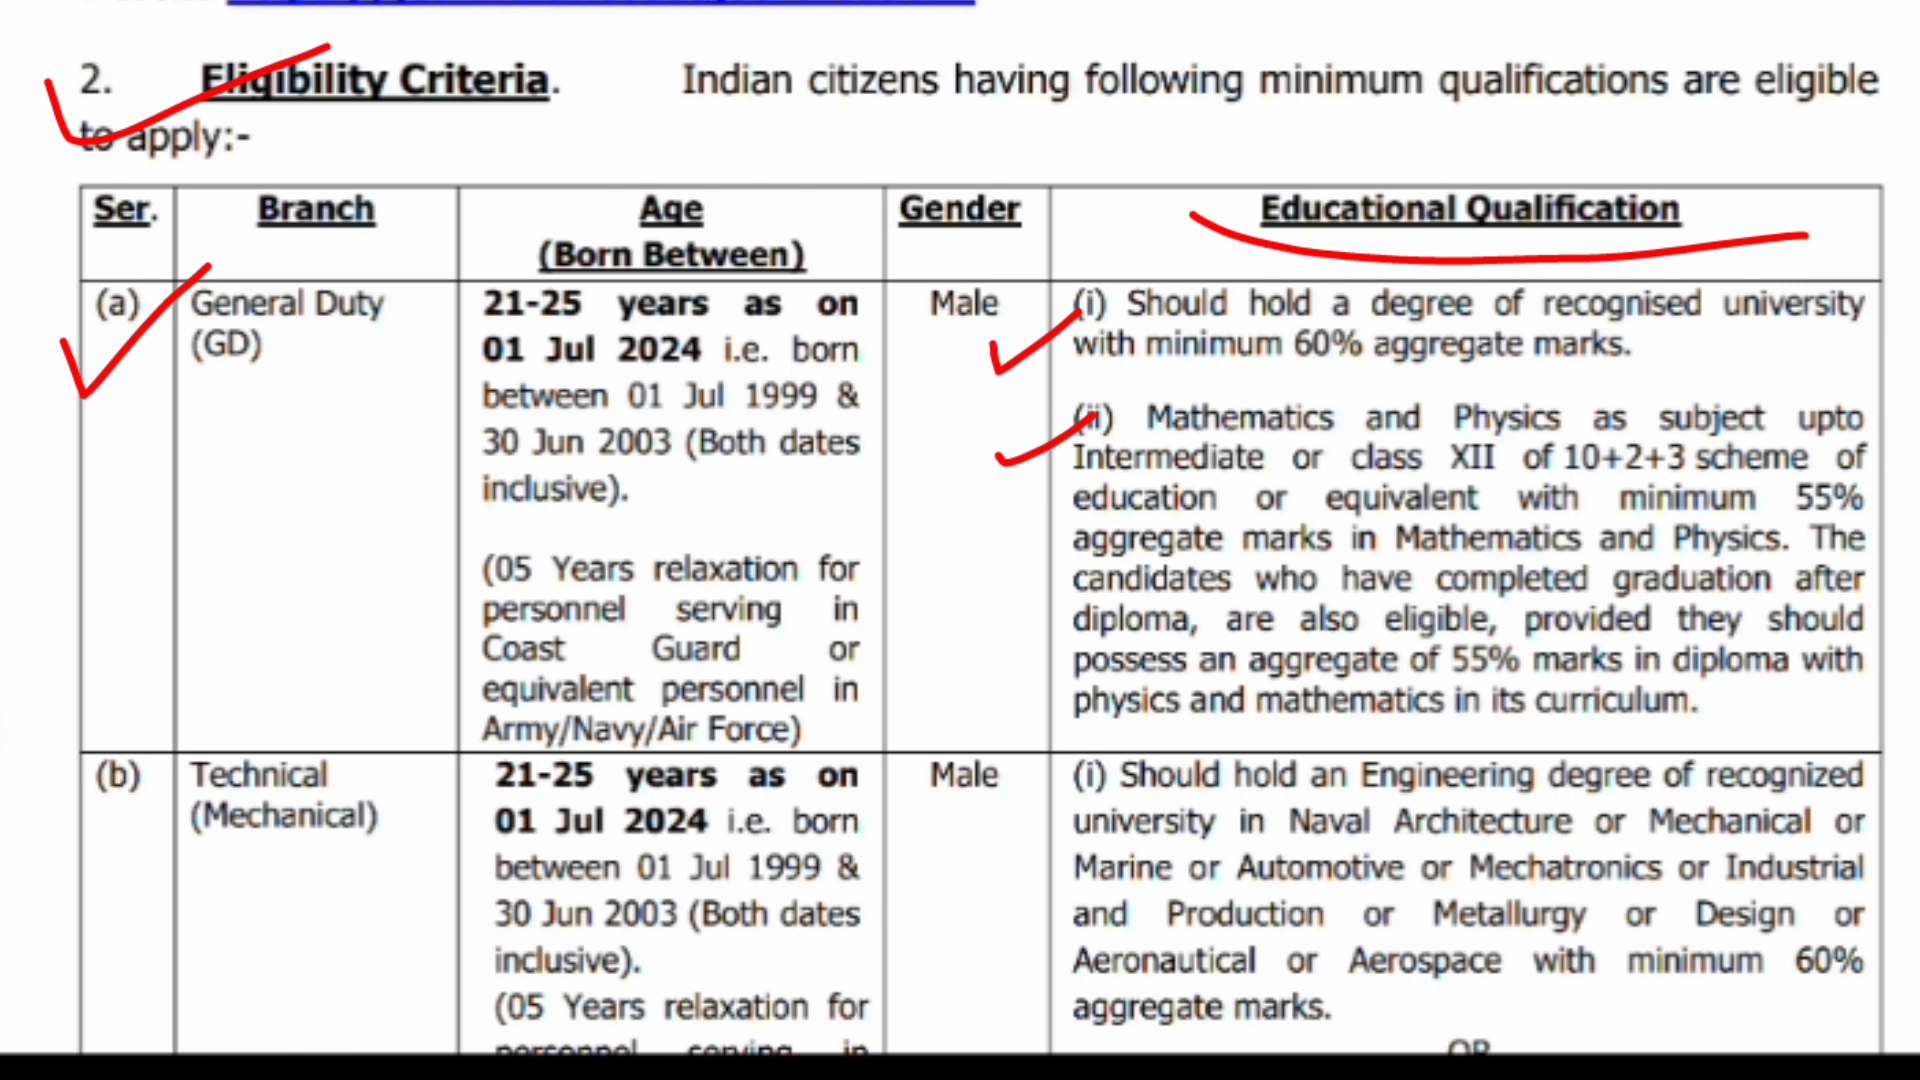 2. Eligibility Criteria. Indian citizens having following minimum qualifications are eligible
to apply:-
Ser. Branch Age Gender Educational Qualification
(Born Between)
(a) General Duty
(GD)
21-25 years as on
01 Jul 2024 i.e. born
between 01 Jul 1999 &
30 Jun 2003 (Both dates
inclusive).
(05 Years relaxation for
personnel serving in
Coast Guard or
equivalent personnel in
Army/Navy/Air Force)
Male
(i) Should hold a degree of recognised university
with minimum 60% aggregate marks.
(ii) Mathematics and Physics as subject upto
Intermediate or class XII of 10+2+3 scheme of
education or equivalent with minimum 55%
aggregate marks in Mathematics and Physics. The
candidates who have completed graduation after
diploma, are also eligible, provided they should
possess an aggregate of 55% marks in diploma with
physics and mathematics in its curriculum.
(b) Technical
(Mechanical)
21-25 years as on
01 Jul 2024 i.e. born
between 01 Jul 1999 &
30 Jun 2003 (Both dates
inclusive).
(05 Years relaxation for
personnel serving in
Male
(i) Should hold an Engineering degree of recognized
university in Naval Architecture or Mechanical or
Marine or Automotive or Mechatronics or Industrial
and Production or Metallurgy or Design or
Aeronautical or Aerospace with minimum 60%
aggregate marks.
OR